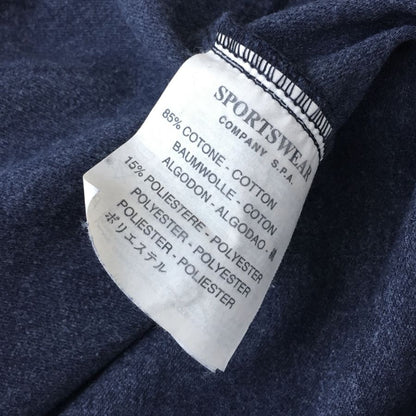 SPORTSWEAR
COMPANY S.P.A.
85% COTONE - COTTON
BAUMWOLLE - COTON
ALGODON - ALGODAO - 綿
15% POLIESTERE - POLYESTER
POLYESTER - POLYESTER
POLIESTER - POLIESTER
ポリエステル